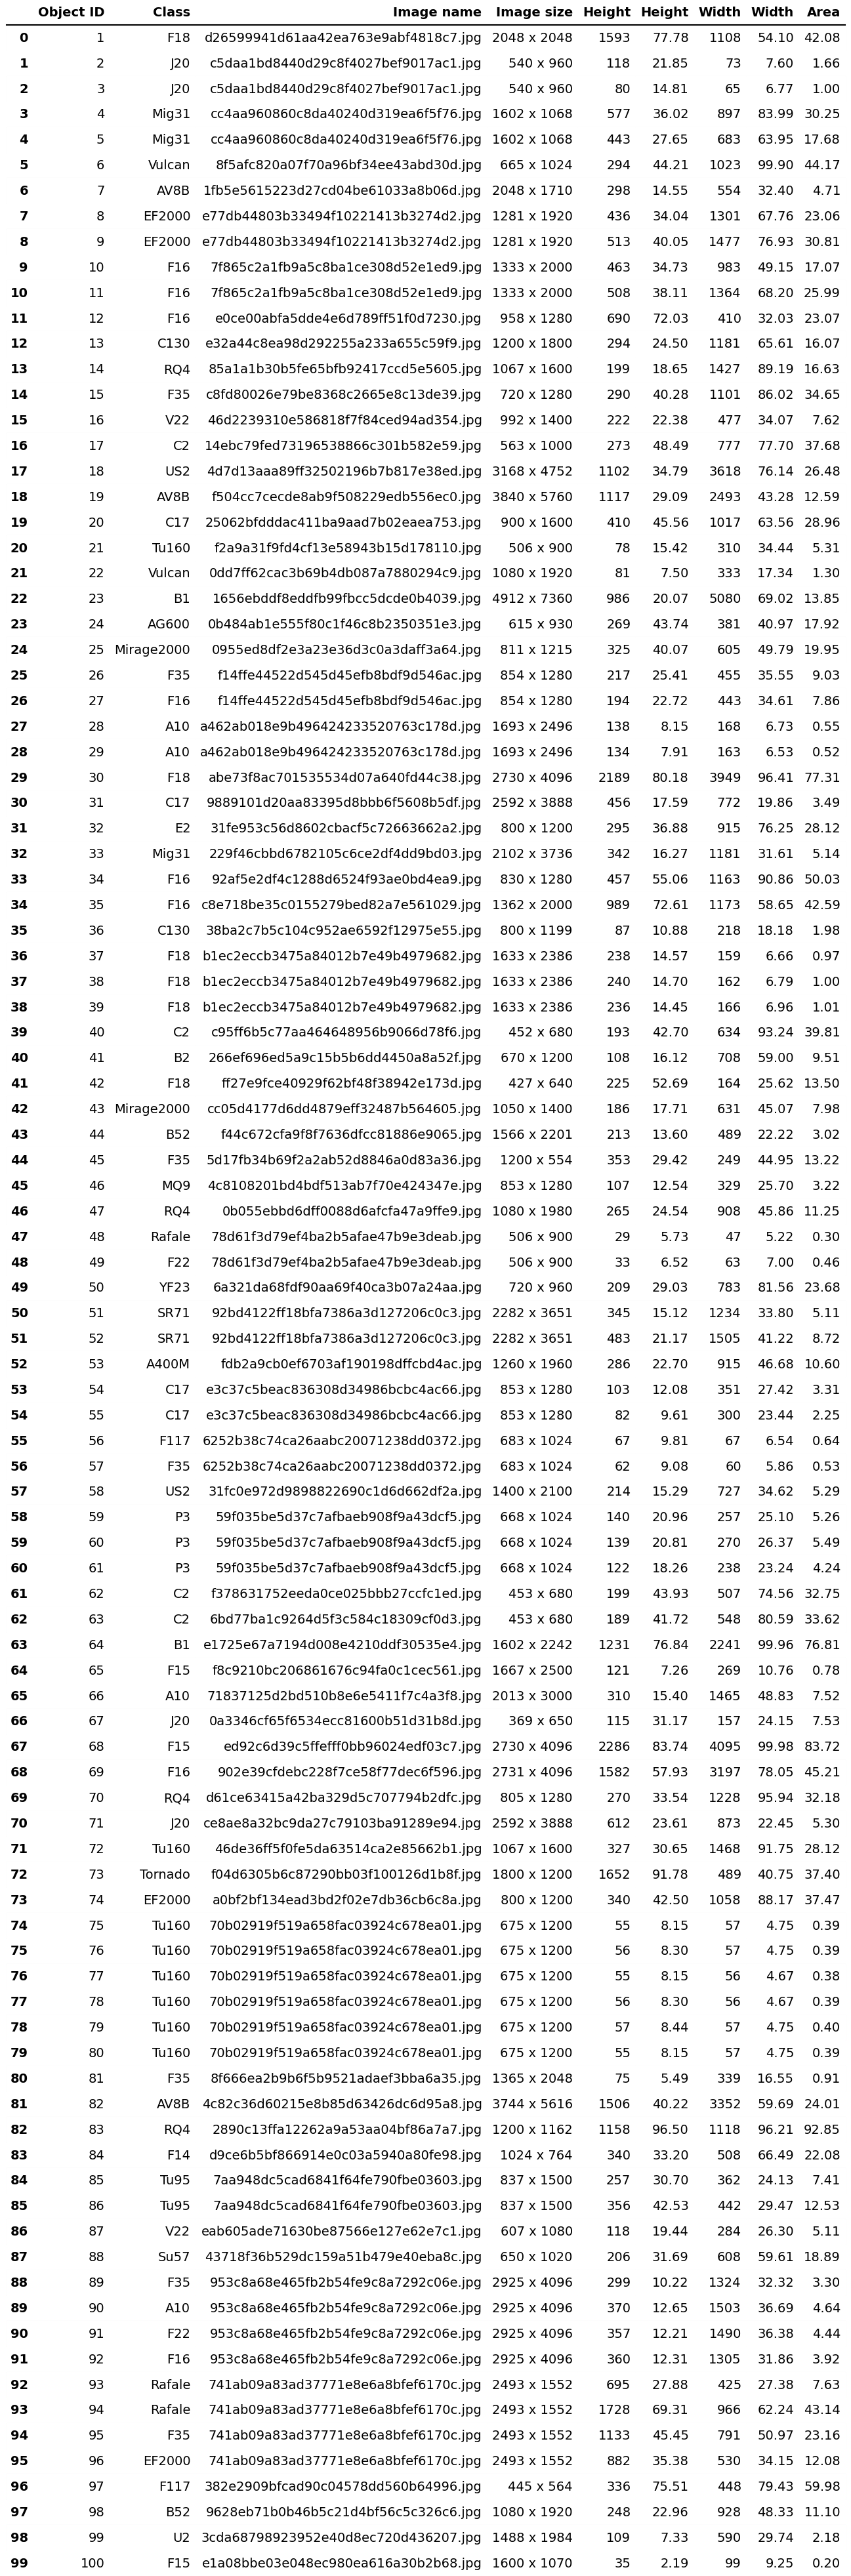 Object ID Class Image name Image size Height Height Width Width Area
0 1 F18 d26599941d61aa42ea763e9abf4818c7.jpg 2048 x 2048 1593 77.78 1108 54.10 42.08
1 2 J20 c5daa1bd8440d29c8f4027bef9017ac1.jpg 540 x 960 118 21.85 73 7.60 1.66
2 3 J20 c5daa1bd8440d29c8f4027bef9017ac1.jpg 540 x 960 80 14.81 65 6.77 1.00
3 4 Mig31 cc4aa960860c8da40240d319ea6f5f76.jpg 1602 x 1068 577 36.02 897 83.99 30.25
4 5 Mig31 cc4aa960860c8da40240d319ea6f5f76.jpg 1602 x 1068 443 27.65 683 63.95 17.68
5 6 Vulcan 8f5afc820a07f70a96bf34ee43abd30d.jpg 665 x 1024 294 44.21 1023 99.90 44.17
6 7 AV8B 1fb5e5615223d27cd04be61033a8b06d.jpg 2048 x 1710 298 14.55 554 32.40 4.71
7 8 EF2000 e77db44803b33494f10221413b3274d2.jpg 1281 x 1920 436 34.04 1301 67.76 23.06
8 9 EF2000 e77db44803b33494f10221413b3274d2.jpg 1281 x 1920 513 40.05 1477 76.93 30.81
9 10 F16 7f865c2a1fb9a5c8ba1ce308d52e1ed9.jpg 1333 x 2000 463 34.73 983 49.15 17.07
10 11 F16 7f865c2a1fb9a5c8ba1ce308d52e1ed9.jpg 1333 x 2000 508 38.11 1364 68.20 25.99
11 12 F16 e0ce00abfa5dde4e6d789ff51f0d7230.jpg 958 x 1280 690 72.03 410 32.03 23.07
12 13 C130 e32a44c8ea98d292255a233a655c59f9.jpg 1200 x 1800 294 24.50 1181 65.61 16.07
13 14 RQ4 85a1a1b30b5fe65bfb92417ccd5e5605.jpg 1067 x 1600 199 18.65 1427 89.19 16.63
14 15 F35 c8fd80026e79be8368c2665e8c13de39.jpg 720 x 1280 290 40.28 1101 86.02 34.65
15 16 V22 46d2239310e586818f7f84ced94ad354.jpg 992 x 1400 222 22.38 477 34.07 7.62
16 17 C2 14ebc79fed73196538866c301b582e59.jpg 563 x 1000 273 48.49 777 77.70 37.68
17 18 US2 4d7d13aaa89ff32502196b7b817e38ed.jpg 3168 x 4752 1102 34.79 3618 76.14 26.48
18 19 AV8B f504cc7cecde8ab9f508229edb556ec0.jpg 3840 x 5760 1117 29.09 2493 43.28 12.59
19 20 C17 25062bfdddac411ba9aad7b02eaea753.jpg 900 x 1600 410 45.56 1017 63.56 28.96
20 21 Tu160 f2a9a31f9fd4cf13e58943b15d178110.jpg 506 x 900 78 15.42 310 34.44 5.31
21 22 Vulcan 0dd7ff62cac3b69b4db087a7880294c9.jpg 1080 x 1920 81 7.50 333 17.34 1.30
22 23 B1 1656ebddf8eddfb99fbcc5dcde0b4039.jpg 4912 x 7360 986 20.07 5080 69.02 13.85
23 24 AG600 0b484ab1e555f80c1f46c8b2350351e3.jpg 615 x 930 269 43.74 381 40.97 17.92
24 25 Mirage2000 0955ed8df2e3a23e36d3c0a3daff3a64.jpg 811 x 1215 325 40.07 605 49.79 19.95
25 26 F35 f14ffe44522d545d45efb8bdf9d546ac.jpg 854 x 1280 217 25.41 455 35.55 9.03
26 27 F16 f14ffe44522d545d45efb8bdf9d546ac.jpg 854 x 1280 194 22.72 443 34.61 7.86
27 28 A10 a462ab018e9b496424233520763c178d.jpg 1693 x 2496 138 8.15 168 6.73 0.55
28 29 A10 a462ab018e9b496424233520763c178d.jpg 1693 x 2496 134 7.91 163 6.53 0.52
29 30 F18 abe73f8ac701535534d07a640fd44c38.jpg 2730 x 4096 2189 80.18 3949 96.41 77.31
30 31 C17 9889101d20aa83395d8bbb6f5608b5df.jpg 2592 x 3888 456 17.59 772 19.86 3.49
31 32 E2 31fe953c56d8602cbacf5c72663662a2.jpg 800 x 1200 295 36.88 915 76.25 28.12
32 33 Mig31 229f46cbbd6782105c6ce2df4dd9bd03.jpg 2102 x 3736 342 16.27 1181 31.61 5.14
33 34 F16 92af5e2df4c1288d6524f93ae0bd4ea9.jpg 830 x 1280 457 55.06 1163 90.86 50.03
34 35 F16 c8e718be35c0155279bed82a7e561029.jpg 1362 x 2000 989 72.61 1173 58.65 42.59
35 36 C130 38ba2c7b5c104c952ae6592f12975e55.jpg 800 x 1199 87 10.88 218 18.18 1.98
36 37 F18 b1ec2eccb3475a84012b7e49b4979682.jpg 1633 x 2386 238 14.57 159 6.66 0.97
37 38 F18 b1ec2eccb3475a84012b7e49b4979682.jpg 1633 x 2386 240 14.70 162 6.79 1.00
38 39 F18 b1ec2eccb3475a84012b7e49b4979682.jpg 1633 x 2386 236 14.45 166 6.96 1.01
39 40 C2 c95ff6b5c77aa464648956b9066d78f6.jpg 452 x 680 193 42.70 634 93.24 39.81
40 41 B2 266ef696ed5a9c15b5b6dd4450a8a52f.jpg 670 x 1200 108 16.12 708 59.00 9.51
41 42 F18 ff27e9fce40929f62bf48f38942e173d.jpg 427 x 640 225 52.69 164 25.62 13.50
42 43 Mirage2000 cc05d4177d6dd4879eff32487b564605.jpg 1050 x 1400 186 17.71 631 45.07 7.98
43 44 B52 f44c672cfa9f8f7636dfcc81886e9065.jpg 1566 x 2201 213 13.60 489 22.22 3.02
44 45 F35 5d17fb34b69f2a2ab52d8846a0d83a36.jpg 1200 x 554 353 29.42 249 44.95 13.22
45 46 MQ9 4c8108201bd4bdf513ab7f70e424347e.jpg 853 x 1280 107 12.54 329 25.70 3.22
46 47 RQ4 0b055ebbd6dff0088d6afcfa47a9ffe9.jpg 1080 x 1980 265 24.54 908 45.86 11.25
47 48 Rafale 78d61f3d79ef4ba2b5afae47b9e3deab.jpg 506 x 900 29 5.73 47 5.22 0.30
48 49 F22 78d61f3d79ef4ba2b5afae47b9e3deab.jpg 506 x 900 33 6.52 63 7.00 0.46
49 50 YF23 6a321da68fdf90aa69f40ca3b07a24aa.jpg 720 x 960 209 29.03 783 81.56 23.68
50 51 SR71 92bd4122ff18bfa7386a3d127206c0c3.jpg 2282 x 3651 345 15.12 1234 33.80 5.11
51 52 SR71 92bd4122ff18bfa7386a3d127206c0c3.jpg 2282 x 3651 483 21.17 1505 41.22 8.72
52 53 A400M fdb2a9cb0ef6703af190198dffcbd4ac.jpg 1260 x 1960 286 22.70 915 46.68 10.60
53 54 C17 e3c37c5beac836308d34986bcbc4ac66.jpg 853 x 1280 103 12.08 351 27.42 3.31
54 55 C17 e3c37c5beac836308d34986bcbc4ac66.jpg 853 x 1280 82 9.61 300 23.44 2.25
55 56 F117 6252b38c74ca26aabc20071238dd0372.jpg 683 x 1024 67 9.81 67 6.54 0.64
56 57 F35 6252b38c74ca26aabc20071238dd0372.jpg 683 x 1024 62 9.08 60 5.86 0.53
57 58 US2 31fc0e972d9898822690c1d6d662df2a.jpg 1400 x 2100 214 15.29 727 34.62 5.29
58 59 P3 59f035be5d37c7afbaeb908f9a43dcf5.jpg 668 x 1024 140 20.96 257 25.10 5.26
59 60 P3 59f035be5d37c7afbaeb908f9a43dcf5.jpg 668 x 1024 139 20.81 270 26.37 5.49
60 61 P3 59f035be5d37c7afbaeb908f9a43dcf5.jpg 668 x 1024 122 18.26 238 23.24 4.24
61 62 C2 f378631752eeda0ce025bbb27ccfc1ed.jpg 453 x 680 199 43.93 507 74.56 32.75
62 63 C2 6bd77ba1c9264d5f3c584c18309cf0d3.jpg 453 x 680 189 41.72 548 80.59 33.62
63 64 B1 e1725e67a7194d008e4210ddf30535e4.jpg 1602 x 2242 1231 76.84 2241 99.96 76.81
64 65 F15 f8c9210bc206861676c94fa0c1cec561.jpg 1667 x 2500 121 7.26 269 10.76 0.78
65 66 A10 71837125d2bd510b8e6e5411f7c4a3f8.jpg 2013 x 3000 310 15.40 1465 48.83 7.52
66 67 J20 0a3346cf65f6534ecc81600b51d31b8d.jpg 369 x 650 115 31.17 157 24.15 7.53
67 68 F15 ed92c6d39c5ffefff0bb96024edf03c7.jpg 2730 x 4096 2286 83.74 4095 99.98 83.72
68 69 F16 902e39cfdebc228f7ce58f77dec6f596.jpg 2731 x 4096 1582 57.93 3197 78.05 45.21
69 70 RQ4 d61ce63415a42ba329d5c707794b2dfc.jpg 805 x 1280 270 33.54 1228 95.94 32.18
70 71 J20 ce8ae8a32bc9da27c79103ba91289e94.jpg 2592 x 3888 612 23.61 873 22.45 5.30
71 72 Tu160 46de36ff5f0fe5da63514ca2e85662b1.jpg 1067 x 1600 327 30.65 1468 91.75 28.12
72 73 Tornado f04d6305b6c87290bb03f100126d1b8f.jpg 1800 x 1200 1652 91.78 489 40.75 37.40
73 74 EF2000 a0bf2bf134ead3bd2f02e7db36cb6c8a.jpg 800 x 1200 340 42.50 1058 88.17 37.47
74 75 Tu160 70b02919f519a658fac03924c678ea01.jpg 675 x 1200 55 8.15 57 4.75 0.39
75 76 Tu160 70b02919f519a658fac03924c678ea01.jpg 675 x 1200 56 8.30 57 4.75 0.39
76 77 Tu160 70b02919f519a658fac03924c678ea01.jpg 675 x 1200 55 8.15 56 4.67 0.38
77 78 Tu160 70b02919f519a658fac03924c678ea01.jpg 675 x 1200 56 8.30 56 4.67 0.39
78 79 Tu160 70b02919f519a658fac03924c678ea01.jpg 675 x 1200 57 8.44 57 4.75 0.40
79 80 Tu160 70b02919f519a658fac03924c678ea01.jpg 675 x 1200 55 8.15 57 4.75 0.39
80 81 F35 8f666ea2b9b6f5b9521adaef3bba6a35.jpg 1365 x 2048 75 5.49 339 16.55 0.91
81 82 AV8B 4c82c36d60215e8b85d63426dc6d95a8.jpg 3744 x 5616 1506 40.22 3352 59.69 24.01
82 83 RQ4 2890c13ffa12262a9a53aa04bf86a7a7.jpg 1200 x 1162 1158 96.50 1118 96.21 92.85
83 84 F14 d9ce6b5bf866914e0c03a5940a80fe98.jpg 1024 x 764 340 33.20 508 66.49 22.08
84 85 Tu95 7aa948dc5cad6841f64fe790fbe03603.jpg 837 x 1500 257 30.70 362 24.13 7.41
85 86 Tu95 7aa948dc5cad6841f64fe790fbe03603.jpg 837 x 1500 356 42.53 442 29.47 12.53
86 87 V22 eab605ade71630be87566e127e62e7c1.jpg 607 x 1080 118 19.44 284 26.30 5.11
87 88 Su57 43718f36b529dc159a51b479e40eba8c.jpg 650 x 1020 206 31.69 608 59.61 18.89
88 89 F35 953c8a68e465fb2b54fe9c8a7292c06e.jpg 2925 x 4096 299 10.22 1324 32.32 3.30
89 90 A10 953c8a68e465fb2b54fe9c8a7292c06e.jpg 2925 x 4096 370 12.65 1503 36.69 4.64
90 91 F22 953c8a68e465fb2b54fe9c8a7292c06e.jpg 2925 x 4096 357 12.21 1490 36.38 4.44
91 92 F16 953c8a68e465fb2b54fe9c8a7292c06e.jpg 2925 x 4096 360 12.31 1305 31.86 3.92
92 93 Rafale 741ab09a83ad37771e8e6a8bfef6170c.jpg 2493 x 1552 695 27.88 425 27.38 7.63
93 94 Rafale 741ab09a83ad37771e8e6a8bfef6170c.jpg 2493 x 1552 1728 69.31 966 62.24 43.14
94 95 F35 741ab09a83ad37771e8e6a8bfef6170c.jpg 2493 x 1552 1133 45.45 791 50.97 23.16
95 96 EF2000 741ab09a83ad37771e8e6a8bfef6170c.jpg 2493 x 1552 882 35.38 530 34.15 12.08
96 97 F117 382e2909bfcad90c04578dd560b64996.jpg 445 x 564 336 75.51 448 79.43 59.98
97 98 B52 9628eb71b0b46b5c21d4bf56c5c326c6.jpg 1080 x 1920 248 22.96 928 48.33 11.10
98 99 U2 3cda68798923952e40d8ec720d436207.jpg 1488 x 1984 109 7.33 590 29.74 2.18
99 100 F15 e1a08bbe03e048ec980ea616a30b2b68.jpg 1600 x 1070 35 2.19 99 9.25 0.20